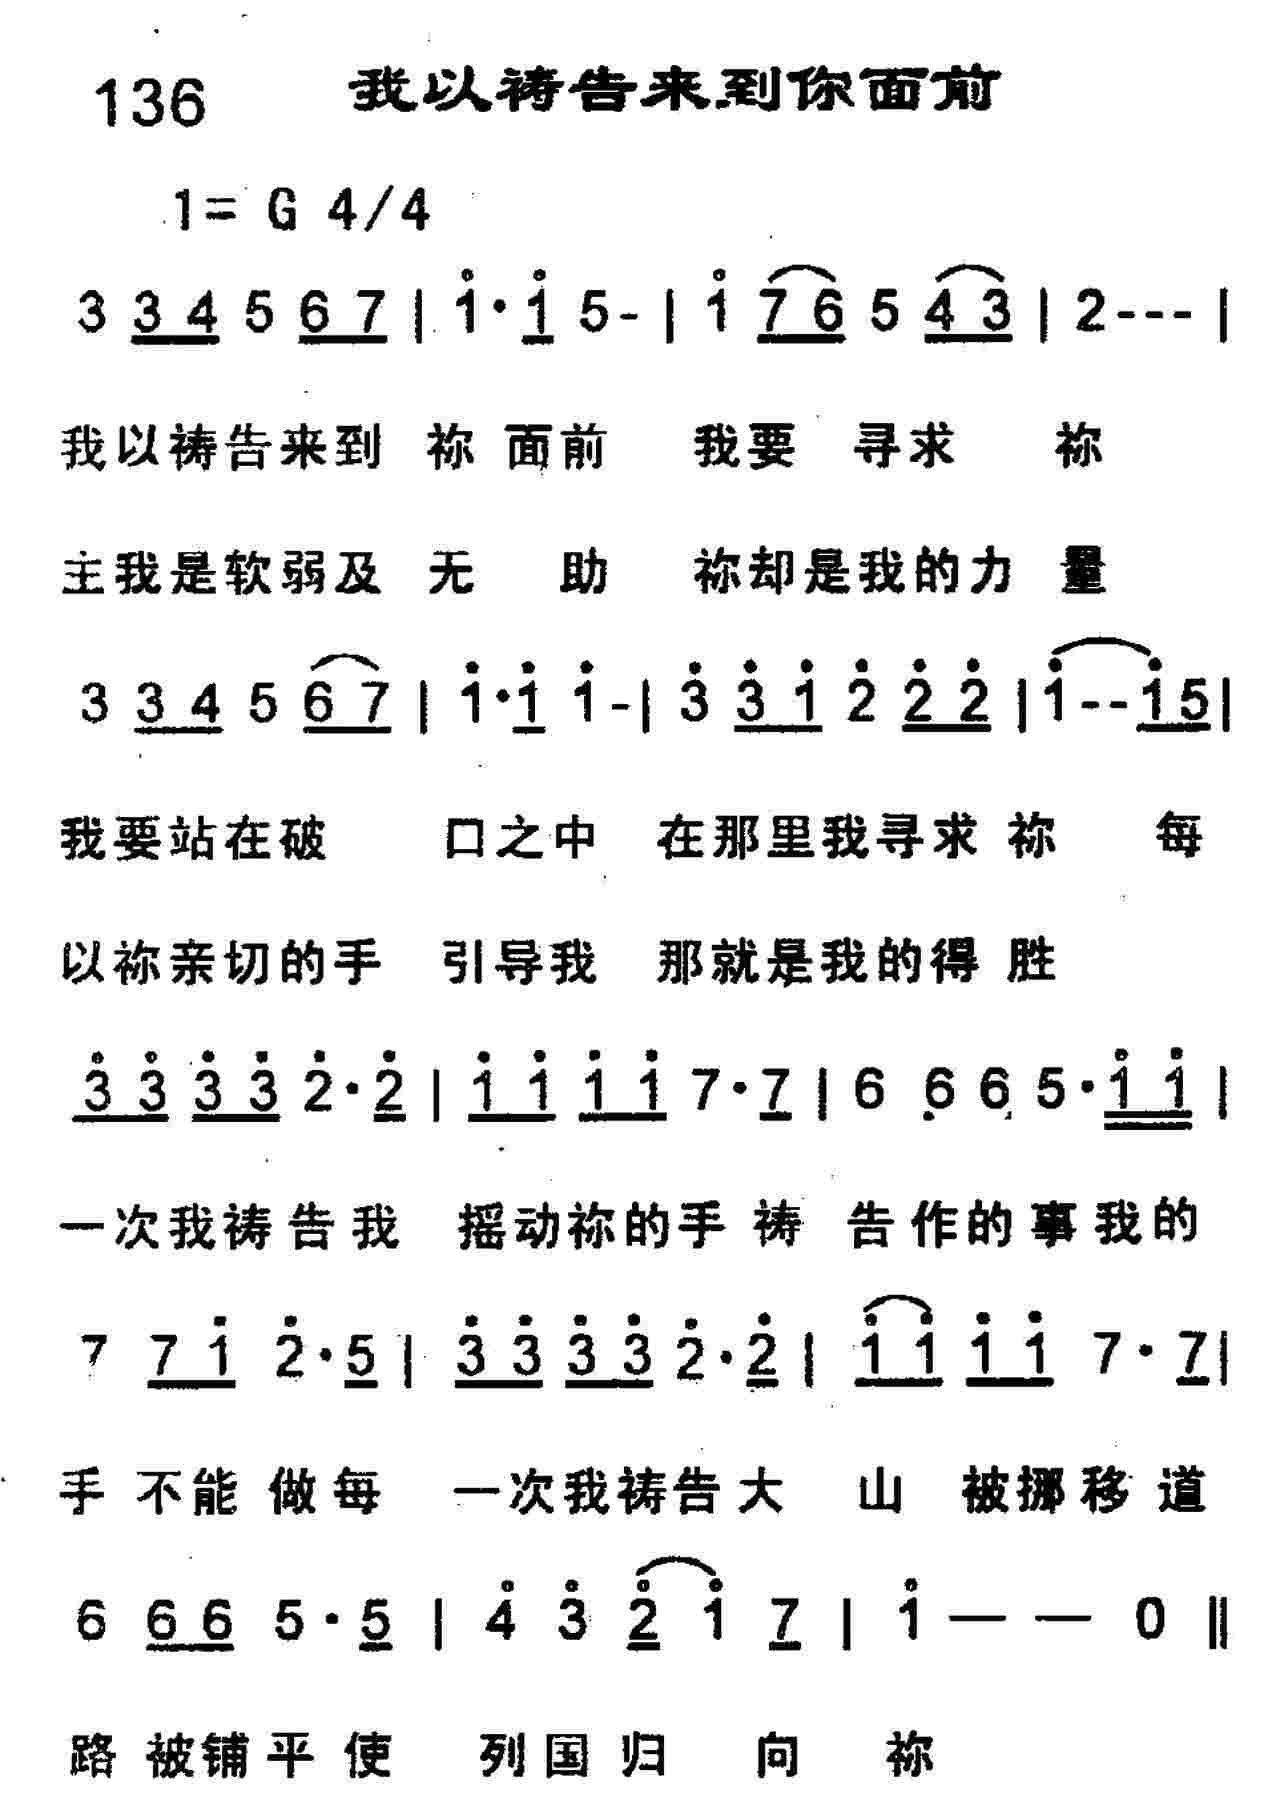 136 我以祷告来到你面前
1= G 4/4
3 3 4 5 6 7 | 1̇ · 1̇ 5 - | 1̇ 7 6 5 4 3 | 2 - - - |
我以祷告来到 祢 面前 我要 寻求 祢
主我是软弱及 无 助 祢却是我的力 量
3 3 4 5 6 7 | 1̇ · 1̇ 1̇ - | 3̇ 3̇ 1̇ 2̇ 2̇ 2̇ | 1̇ - - 1̇ 5 |
我要站在破 口之中 在那里我寻求 祢 每
以祢亲切的手 引导我 那就是我的得 胜
3̇ 3̇ 3̇ 3̇ 2̇ · 2̇ | 1̇ 1̇ 1̇ 1̇ 7 · 7 | 6 6 6 5 · 1̇ 1̇ |
一次我祷告我 摇动祢的手祷 告作的事我的
7 7 1̇ 2̇ · 5 | 3̇ 3̇ 3̇ 3̇ 2̇ · 2̇ | 1̇ 1̇ 1̇ 1̇ 7 · 7 |
手 不能 做每 一次我祷告大 山 被挪移道
6 6 6 5 · 5 | 4̇ 3̇ 2̇ 1̇ 7 | 1̇ — — 0 ‖
路 被铺平使 列国归 向 祢